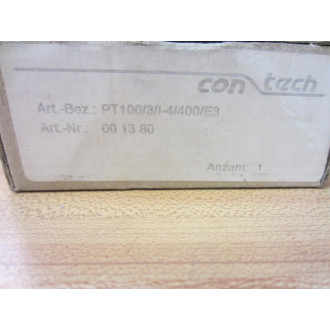 con tech
Art.-Bez.: PT100/3/I-4/400/E3
Art.-Nr.: 00 13 80
Anzahl: 1